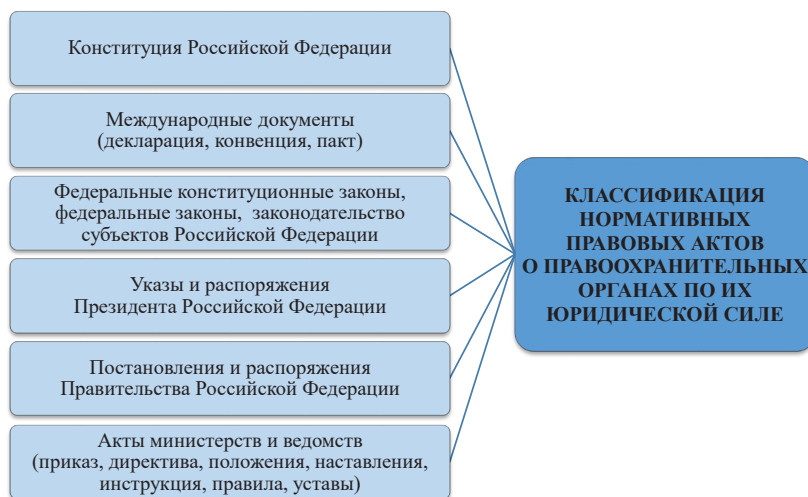 Конституция Российской Федерации
Международные документы
(декларация, конвенция, пакт)
Федеральные конституционные законы,
федеральные законы, законодательство
субъектов Российской Федерации
Указы и распоряжения
Президента Российской Федерации
Постановления и распоряжения
Правительства Российской Федерации
Акты министерств и ведомств
(приказ, директива, положения, наставления,
инструкция, правила, уставы)
КЛАССИФИКАЦИЯ
НОРМАТИВНЫХ
ПРАВОВЫХ АКТОВ
О ПРАВООХРАНИТЕЛЬНЫХ
ОРГАНАХ ПО ИХ
ЮРИДИЧЕСКОЙ СИЛЕ